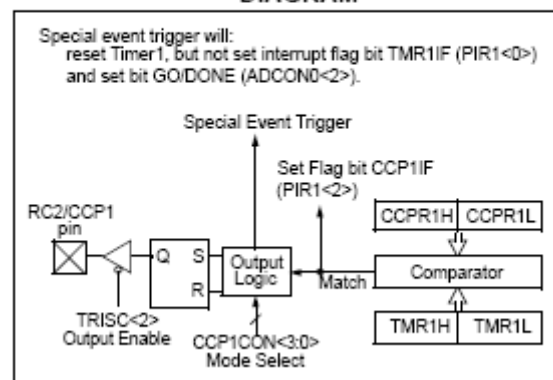 DIAGRAM
Special event trigger will:
reset Timer1, but not set interrupt flag bit TMR1IF (PIR1<0>)
and set bit GO/DONE (ADCON0<2>).
Special Event Trigger
Set Flag bit CCP1IF
(PIR1<2>)
RC2/CCP1
pin
CCPR1H CCPR1L
Q S Output
Logic
R
Match
Comparator
TRISC<2>
Output Enable
CCP1CON<3:0>
Mode Select
TMR1H TMR1L